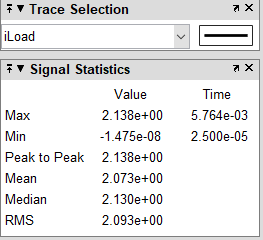 Trace Selection
iLoad
Signal Statistics
Value Time
Max 2.138e+00 5.764e-03
Min -1.475e-08 2.500e-05
Peak to Peak 2.138e+00
Mean 2.073e+00
Median 2.130e+00
RMS 2.093e+00